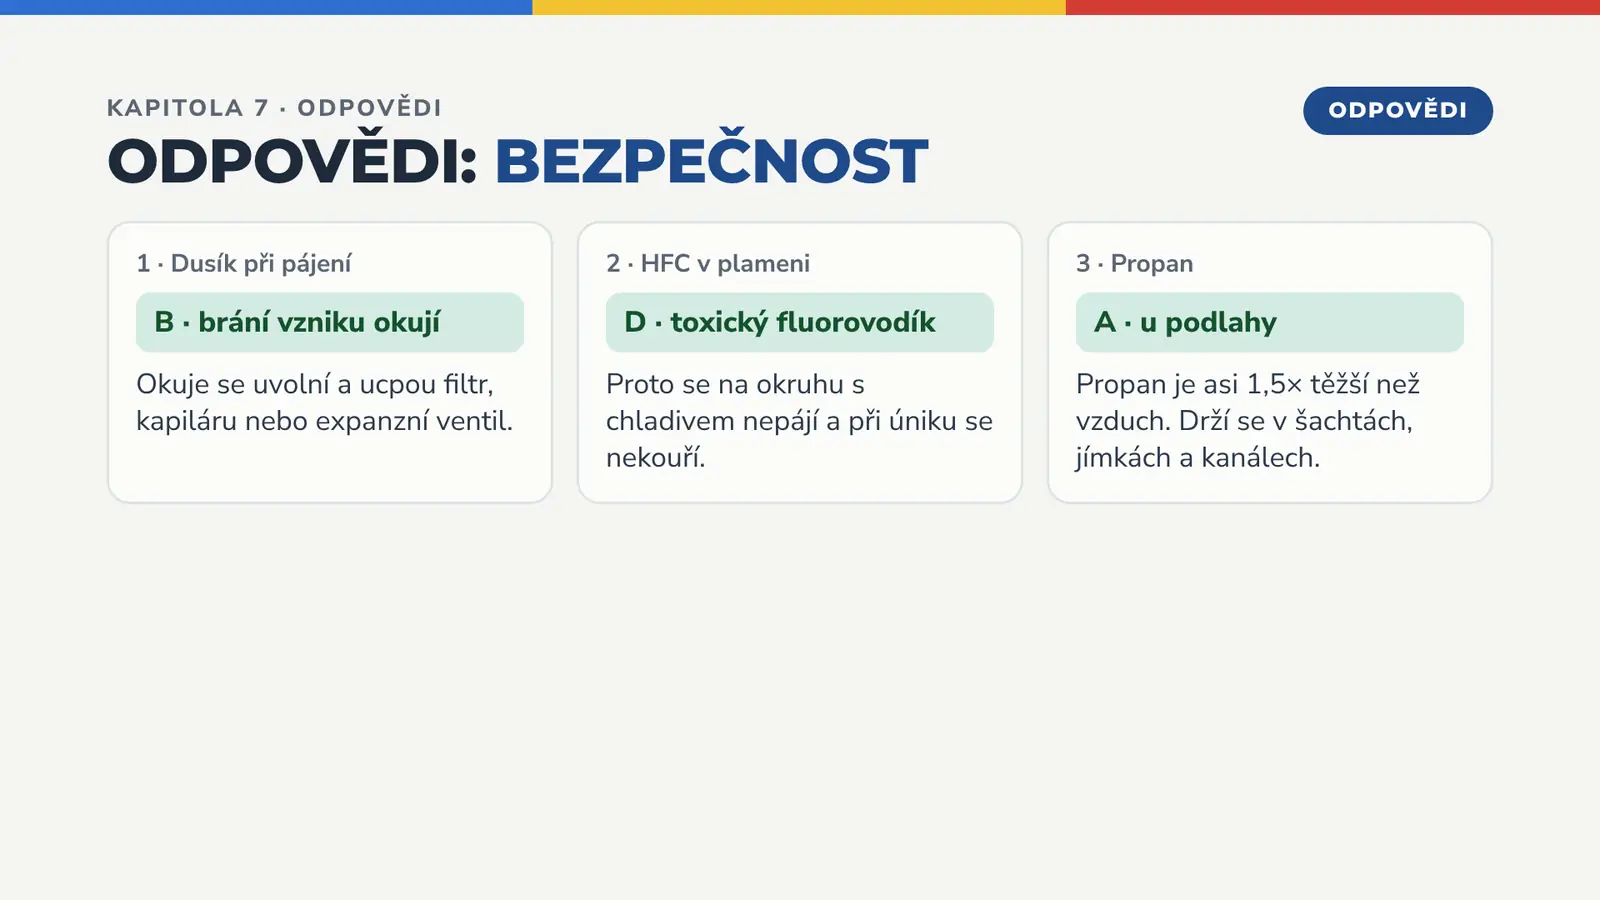 KAPITOLA 7 · ODPOVĚDI
ODPOVĚDI
ODPOVĚDI: BEZPEČNOST
1 · Dusík při pájení
B · brání vzniku okují
Okuje se uvolní a ucpou filtr,
kapiláru nebo expanzní ventil.
2 · HFC v plameni
D · toxický fluorovodík
Proto se na okruhu s
chladivem nepájí a při úniku se
nekouří.
3 · Propan
A · u podlahy
Propan je asi 1,5× těžší než
vzduch. Drží se v šachtách,
jímkách a kanálech.